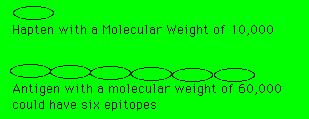 Hapten with a Molecular Weight of 10,000
Antigen with a molecular weight of 60,000
could have six epitopes